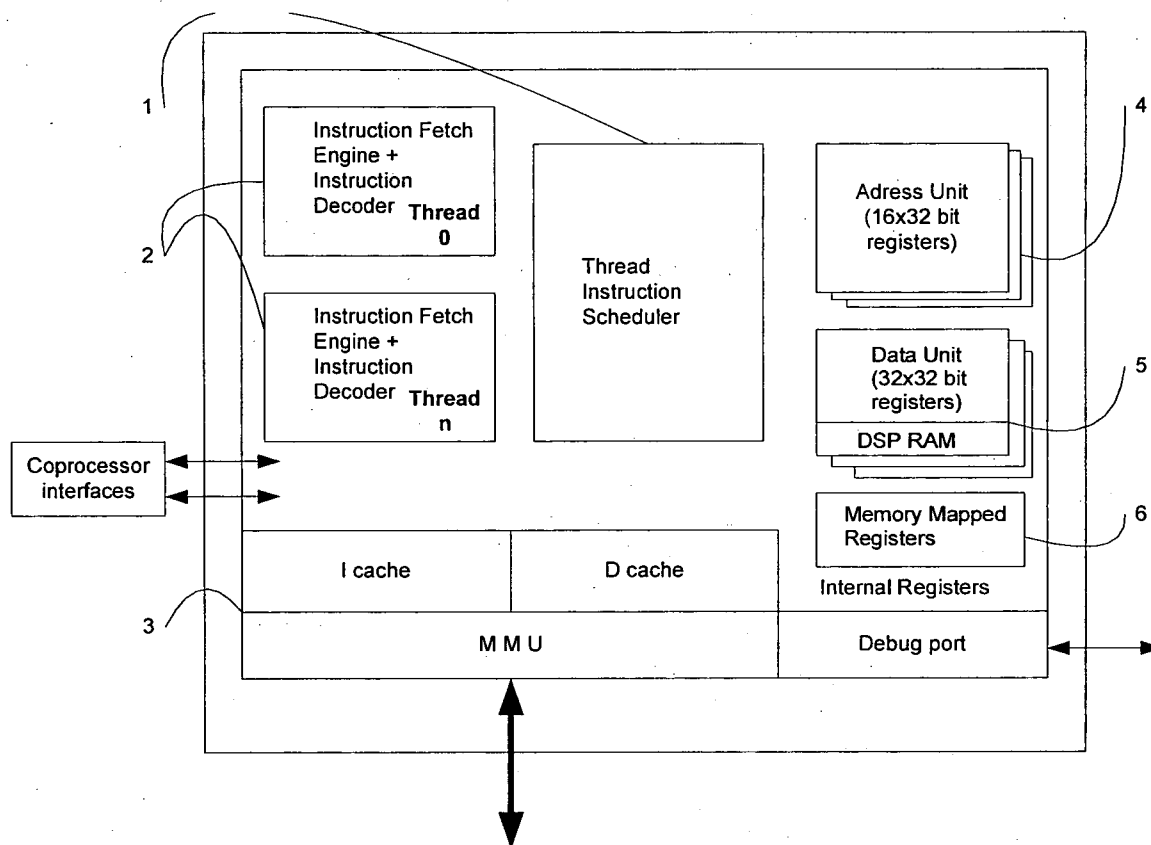 1
2
3
4
5
6
Instruction Fetch
Engine +
Instruction
Decoder
Thread
0
Instruction Fetch
Engine +
Instruction
Decoder
Thread
n
Thread
Instruction
Scheduler
Adress Unit
(16x32 bit
registers)
Data Unit
(32x32 bit
registers)
DSP RAM
Memory Mapped
Registers
Internal Registers
Coprocessor
interfaces
I cache
D cache
M M U
Debug port